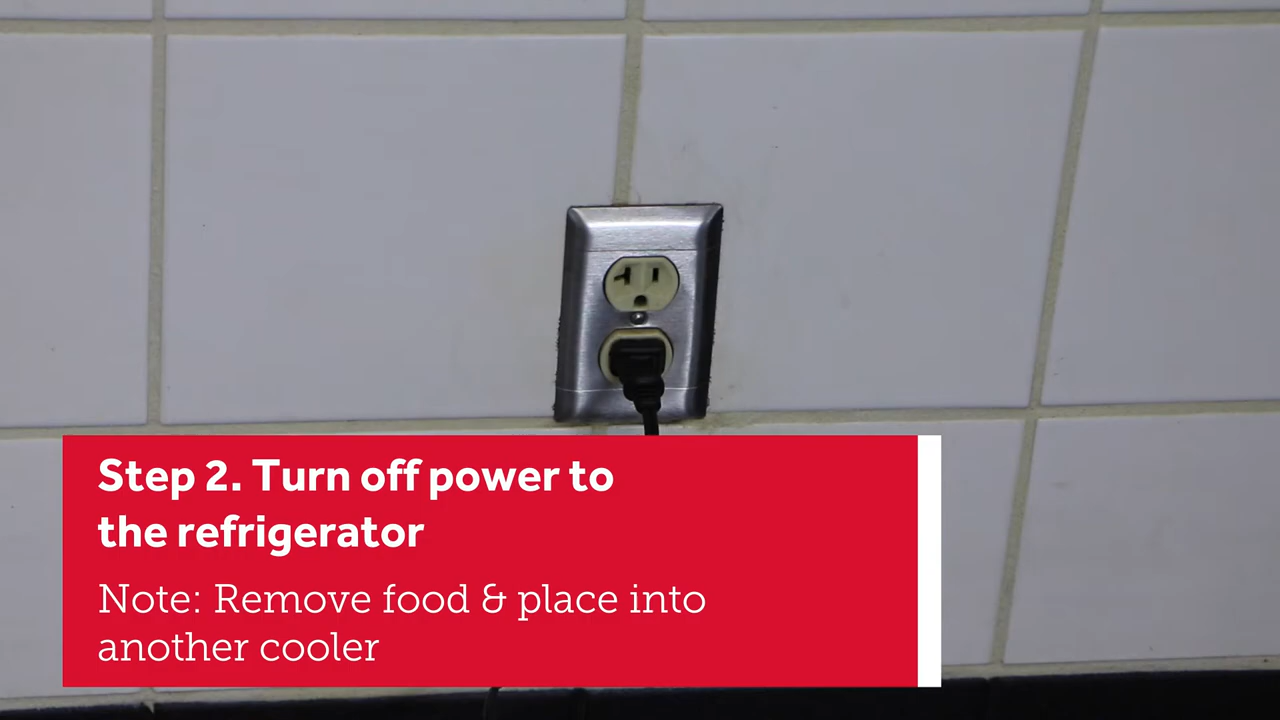 Step 2. Turn off power to
the refrigerator
Note: Remove food & place into
another cooler